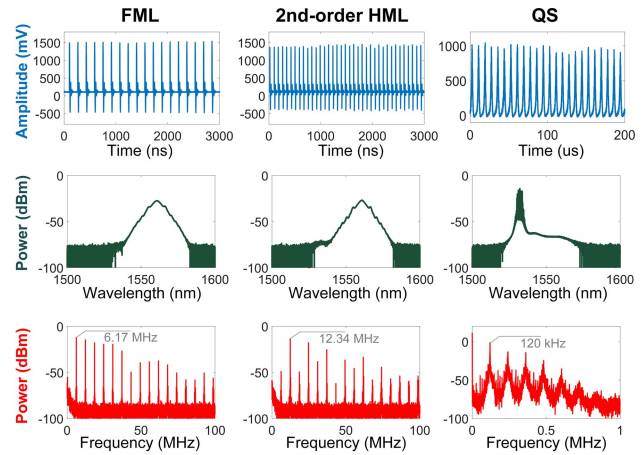 FML 2nd-order HML QS
Amplitude (mV)
1500
1000
500
0
-500
0 1000 2000 3000
Time (ns)
1500
1000
500
0
-500
0 1000 2000 3000
Time (ns)
1000
500
0
0 100 200
Time (us)
Power (dBm)
0
-50
-100
1500 1550 1600
Wavelength (nm)
0
-50
-100
1500 1550 1600
Wavelength (nm)
0
-50
-100
1500 1550 1600
Wavelength (nm)
Power (dBm)
0
-50
-100
6.17 MHz
0 50 100
Frequency (MHz)
0
-50
-100
12.34 MHz
0 50 100
Frequency (MHz)
0
-50
-100
120 kHz
0 0.5 1
Frequency (MHz)